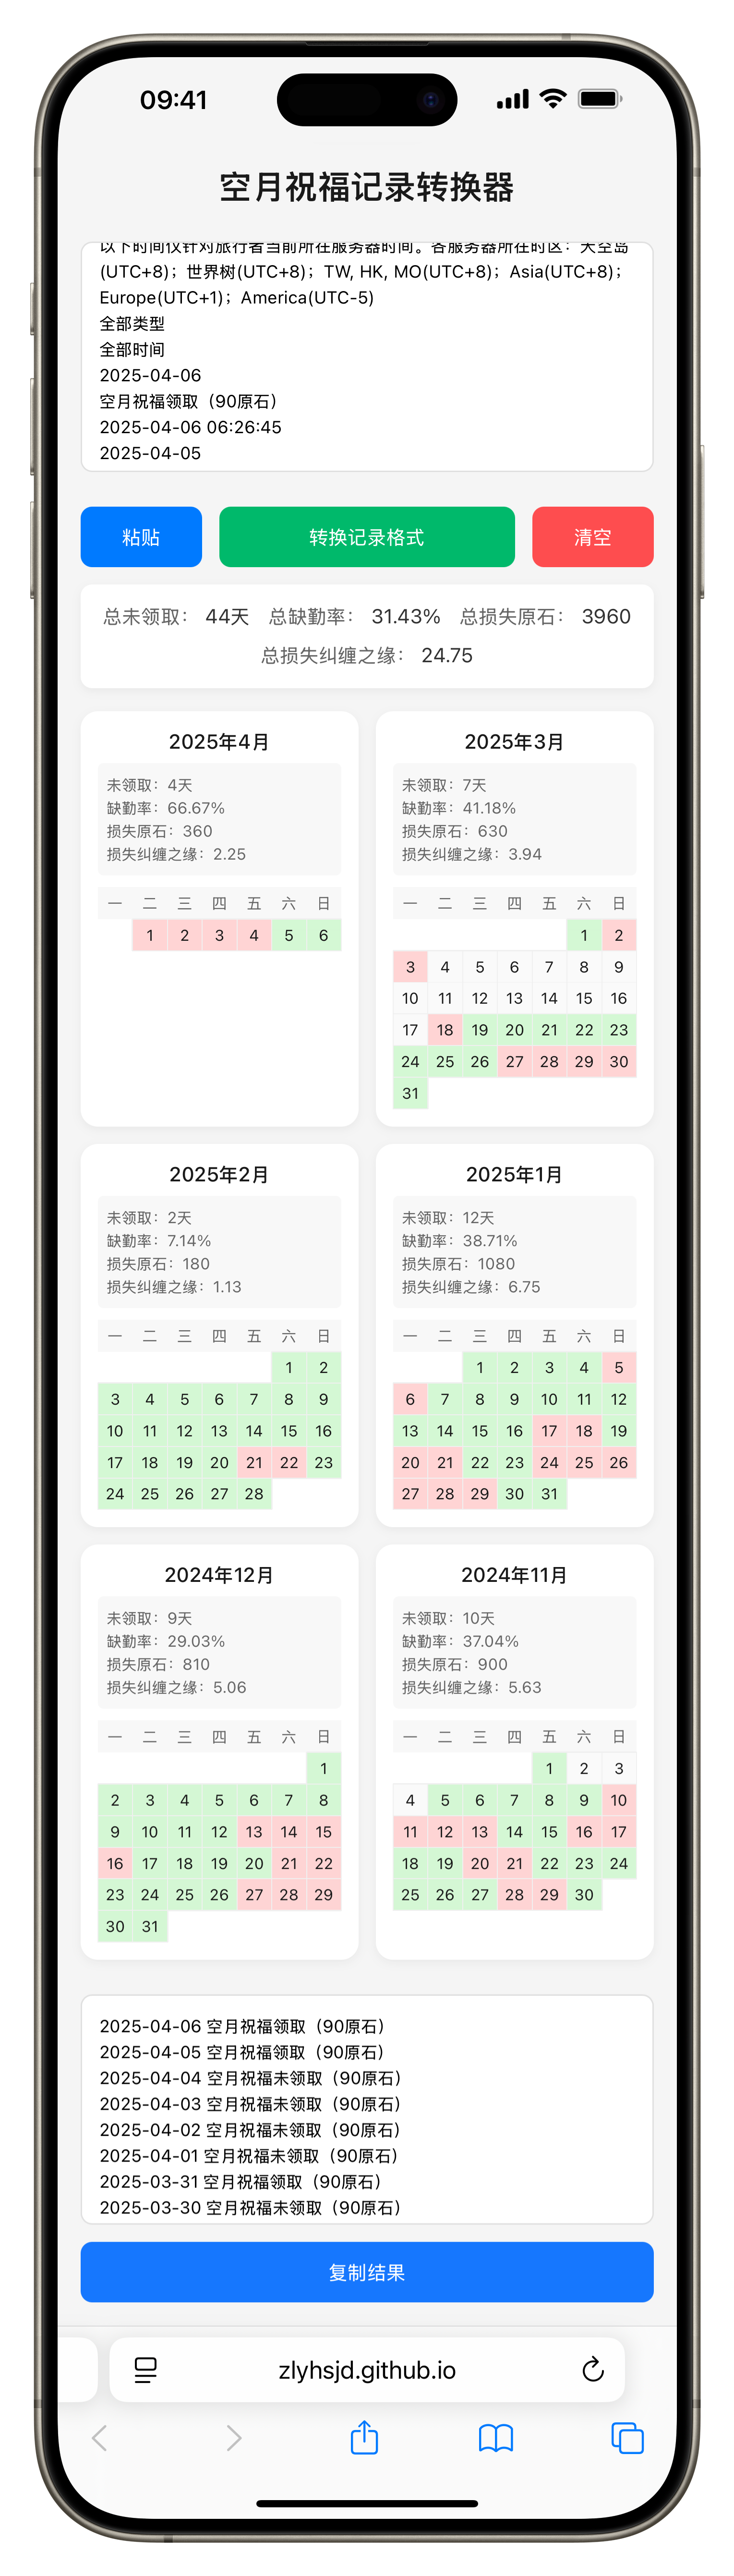 09:41
空月祝福记录转换器
以下时间仅针对旅行者当前所在服务器时间。各服务器所在时区：天空岛
(UTC+8)；世界树(UTC+8)；TW, HK, MO(UTC+8)；Asia(UTC+8)；
Europe(UTC+1)；America(UTC-5)
全部类型
全部时间
2025-04-06
空月祝福领取（90原石）
2025-04-06 06:26:45
2025-04-05
粘贴 转换记录格式 清空
总未领取： 44天 总缺勤率： 31.43% 总损失原石： 3960
总损失纠缠之缘： 24.75
2025年4月
未领取：4天
缺勤率：66.67%
损失原石：360
损失纠缠之缘：2.25
一 二 三 四 五 六 日
1 2 3 4 5 6
2025年3月
未领取：7天
缺勤率：41.18%
损失原石：630
损失纠缠之缘：3.94
一 二 三 四 五 六 日
1 2
3 4 5 6 7 8 9
10 11 12 13 14 15 16
17 18 19 20 21 22 23
24 25 26 27 28 29 30
31
2025年2月
未领取：2天
缺勤率：7.14%
损失原石：180
损失纠缠之缘：1.13
一 二 三 四 五 六 日
1 2
3 4 5 6 7 8 9
10 11 12 13 14 15 16
17 18 19 20 21 22 23
24 25 26 27 28
2025年1月
未领取：12天
缺勤率：38.71%
损失原石：1080
损失纠缠之缘：6.75
一 二 三 四 五 六 日
1 2 3 4 5
6 7 8 9 10 11 12
13 14 15 16 17 18 19
20 21 22 23 24 25 26
27 28 29 30 31
2024年12月
未领取：9天
缺勤率：29.03%
损失原石：810
损失纠缠之缘：5.06
一 二 三 四 五 六 日
1
2 3 4 5 6 7 8
9 10 11 12 13 14 15
16 17 18 19 20 21 22
23 24 25 26 27 28 29
30 31
2024年11月
未领取：10天
缺勤率：37.04%
损失原石：900
损失纠缠之缘：5.63
一 二 三 四 五 六 日
1 2 3
4 5 6 7 8 9 10
11 12 13 14 15 16 17
18 19 20 21 22 23 24
25 26 27 28 29 30
2025-04-06 空月祝福领取（90原石）
2025-04-05 空月祝福领取（90原石）
2025-04-04 空月祝福未领取（90原石）
2025-04-03 空月祝福未领取（90原石）
2025-04-02 空月祝福未领取（90原石）
2025-04-01 空月祝福未领取（90原石）
2025-03-31 空月祝福领取（90原石）
2025-03-30 空月祝福未领取（90原石）
复制结果
zlyhsjd.github.io